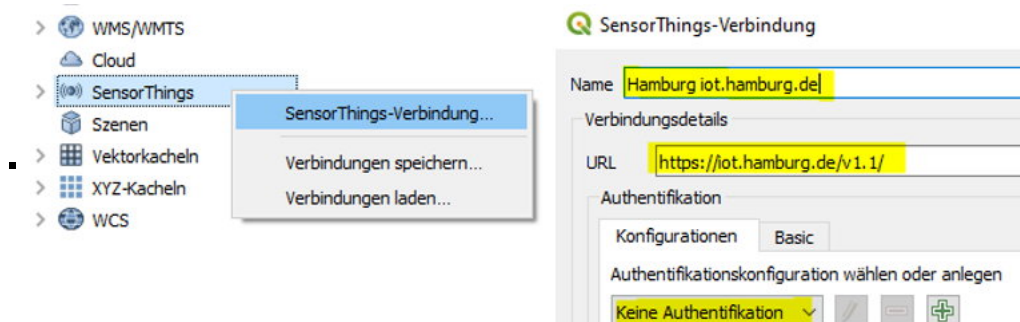 WMS/WMTS
Cloud
SensorThings
Szenen
Vektorkacheln
XYZ-Kacheln
WCS
SensorThings-Verbindung...
Verbindungen speichern...
Verbindungen laden...
SensorThings-Verbindung
Name Hamburg iot.hamburg.de
Verbindungsdetails
URL https://iot.hamburg.de/v1.1/
Authentifikation
Konfigurationen Basic
Authentifikationskonfiguration wählen oder anlegen
Keine Authentifikation